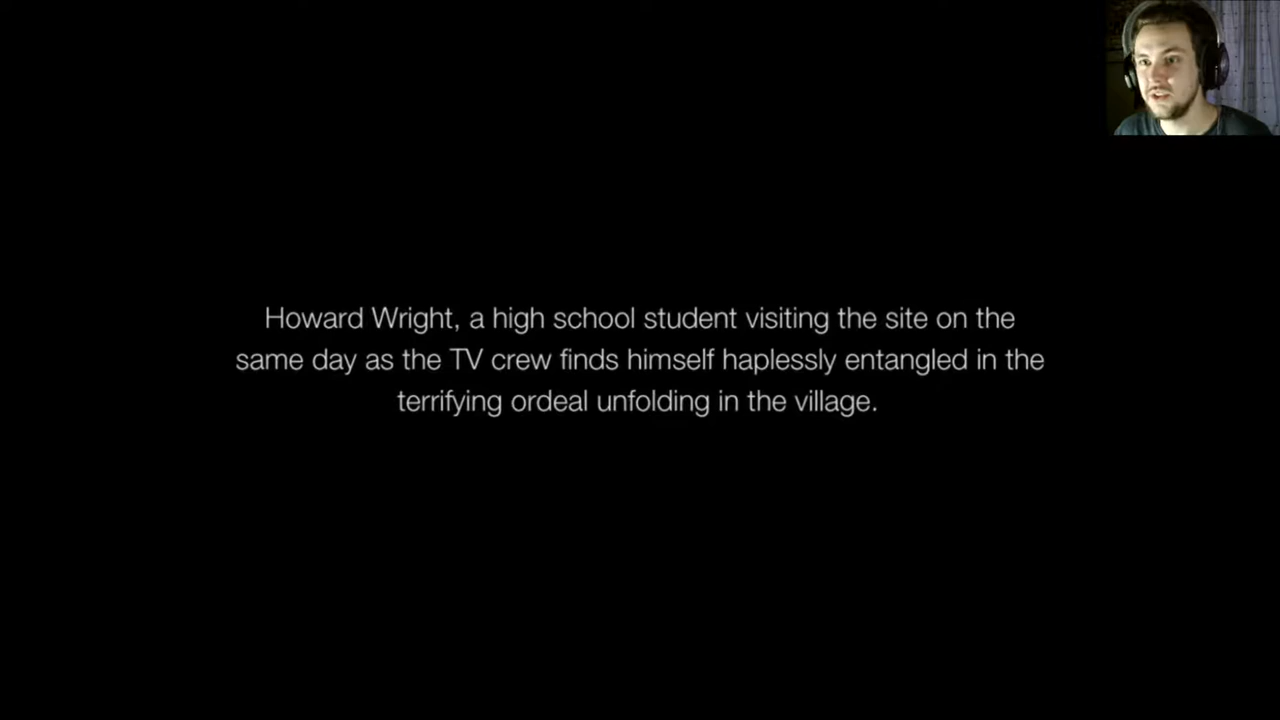 Howard Wright, a high school student visiting the site on the
same day as the TV crew finds himself haplessly entangled in the
terrifying ordeal unfolding in the village.